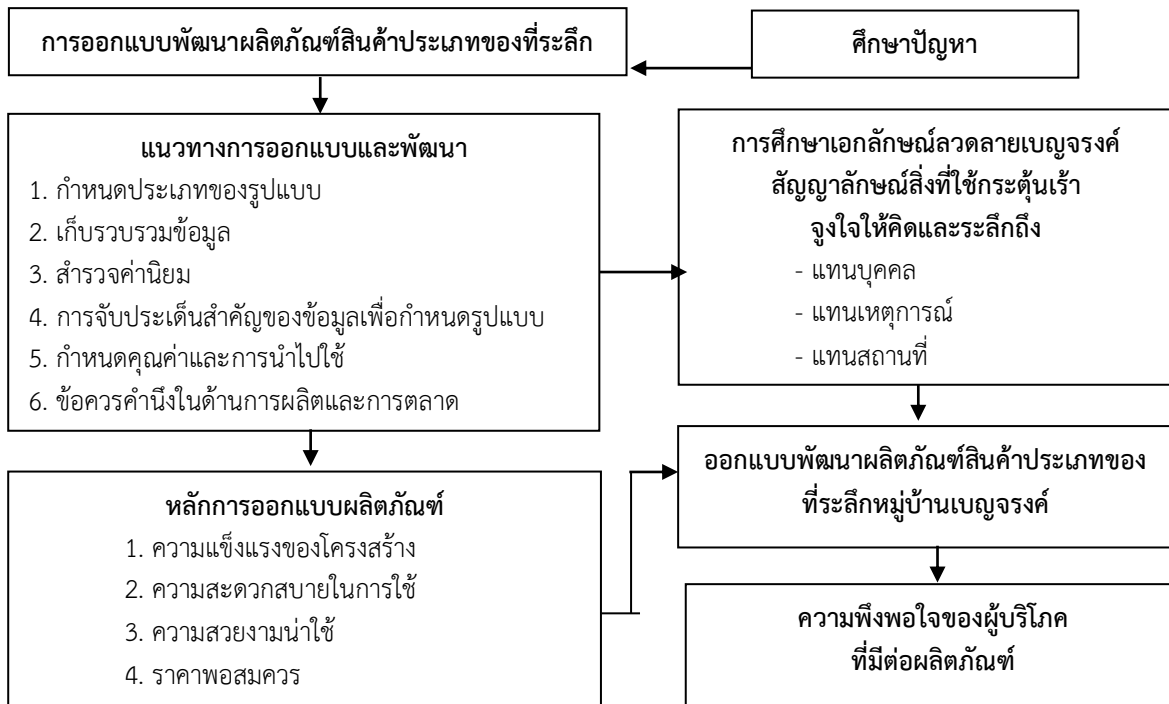 การออกแบบพัฒนาผลิตภัณฑ์สินค้าประเภทของที่ระลึก
ศึกษาปัญหา
แนวทางการออกแบบและพัฒนา
1. กำหนดประเภทของรูปแบบ
2. เก็บรวบรวมข้อมูล
3. สำรวจค่านิยม
4. การจับประเด็นสำคัญของข้อมูลเพื่อกำหนดรูปแบบ
5. กำหนดคุณค่าและการนำไปใช้
6. ข้อควรคำนึงในด้านการผลิตและการตลาด
การศึกษาเอกลักษณ์ลวดลายเบญจรงค์
สัญญาลักษณ์สิ่งที่ใช้กระตุ้นเร้า
จูงใจให้คิดและระลึกถึง
- แทนบุคคล
- แทนเหตุการณ์
- แทนสถานที่
หลักการออกแบบผลิตภัณฑ์
1. ความแข็งแรงของโครงสร้าง
2. ความสะดวกสบายในการใช้
3. ความสวยงามน่าใช้
4. ราคาพอสมควร
ออกแบบพัฒนาผลิตภัณฑ์สินค้าประเภทของ
ที่ระลึกหมู่บ้านเบญจรงค์
ความพึงพอใจของผู้บริโภค
ที่มีต่อผลิตภัณฑ์